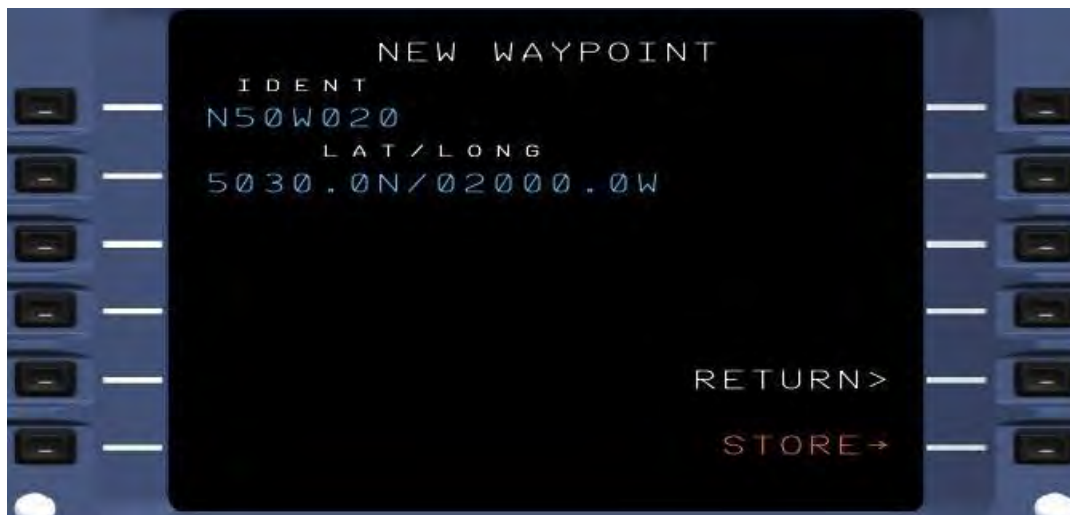 NEW WAYPOINT
IDENT
N50W020
LAT/LONG
5030.0N/02000.0W
RETURN>
STORE→